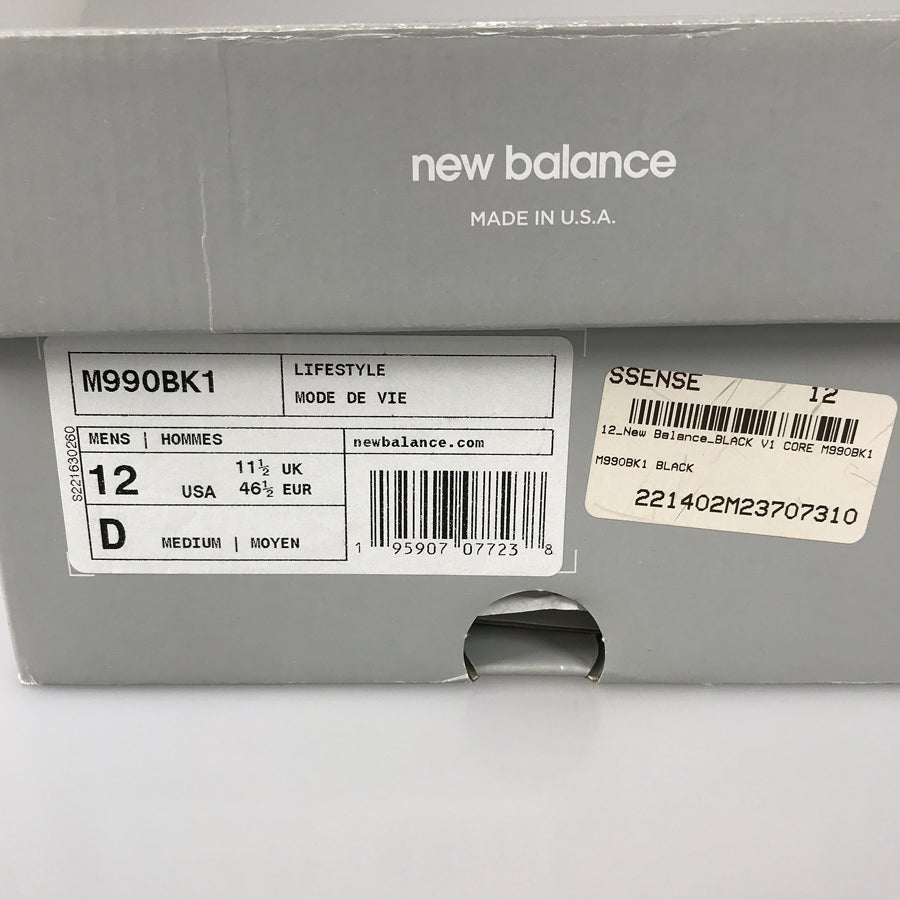 new balance
MADE IN U.S.A.
M990BK1
LIFESTYLE
MODE DE VIE
MENS | HOMMES
newbalance.com
12 USA 11½ UK
46½ EUR
D MEDIUM | MOYEN
1 95907 07723 8
S221630260
SSENSE 12
12_New Balance_BLACK V1 CORE M990BK1
M990BK1 BLACK
221402M23707310